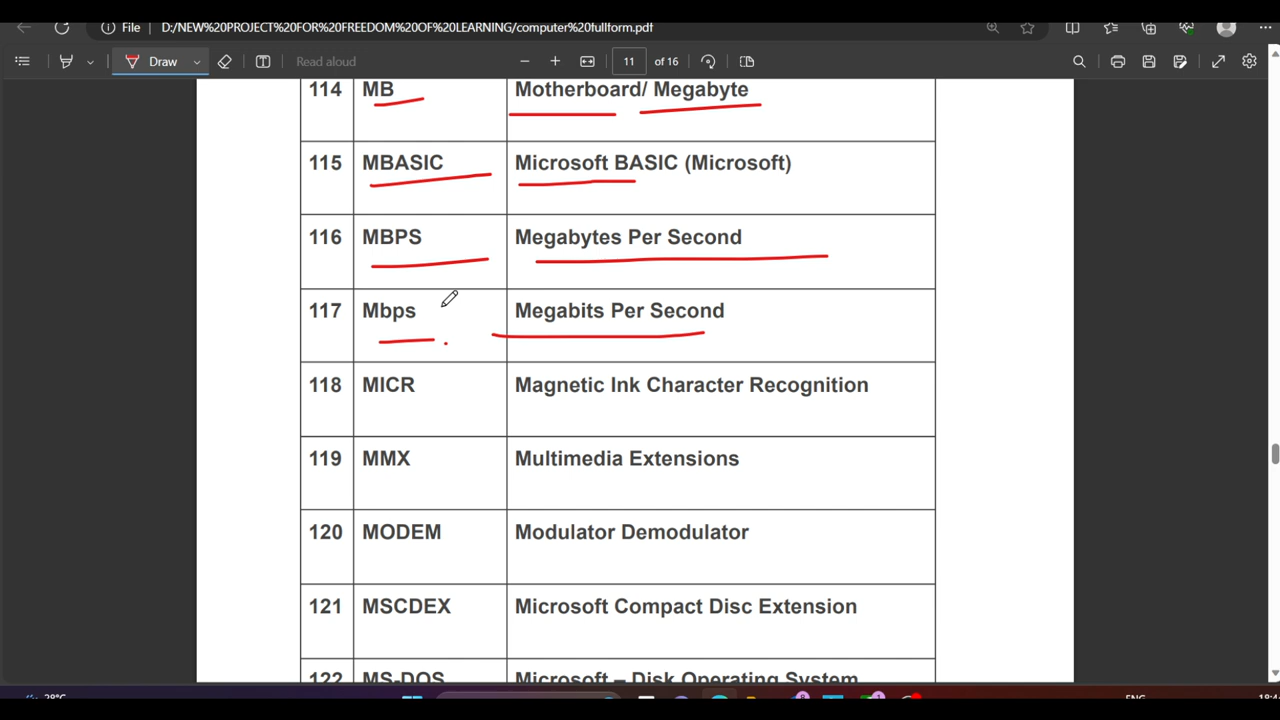 File D:/NEW%20PROJECT%20FOR%20FREEDOM%20OF%20LEARNING/computer%20fullform.pdf
Draw Read aloud 11 of 16
114 MB Motherboard/ Megabyte
115 MBASIC Microsoft BASIC (Microsoft)
116 MBPS Megabytes Per Second
117 Mbps Megabits Per Second
118 MICR Magnetic Ink Character Recognition
119 MMX Multimedia Extensions
120 MODEM Modulator Demodulator
121 MSCDEX Microsoft Compact Disc Extension
122 MS-DOS Microsoft – Disk Operating System
28°C ENG